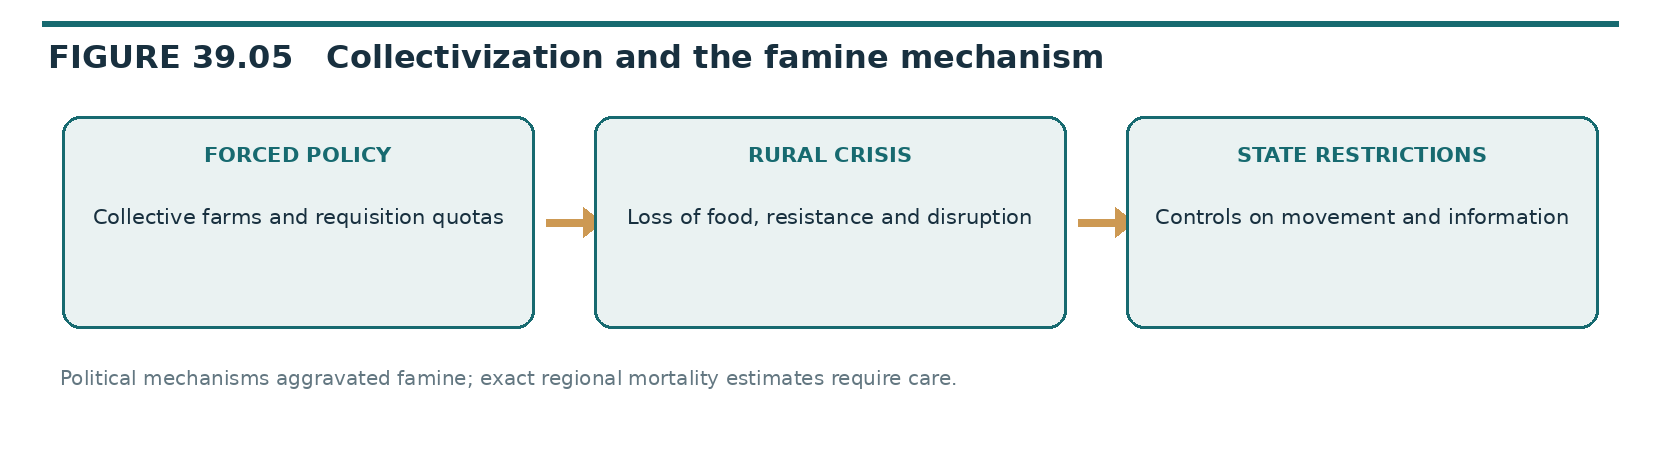 FIGURE 39.05 Collectivization and the famine mechanism
FORCED POLICY
Collective farms and requisition quotas
RURAL CRISIS
Loss of food, resistance and disruption
STATE RESTRICTIONS
Controls on movement and information
Political mechanisms aggravated famine; exact regional mortality estimates require care.